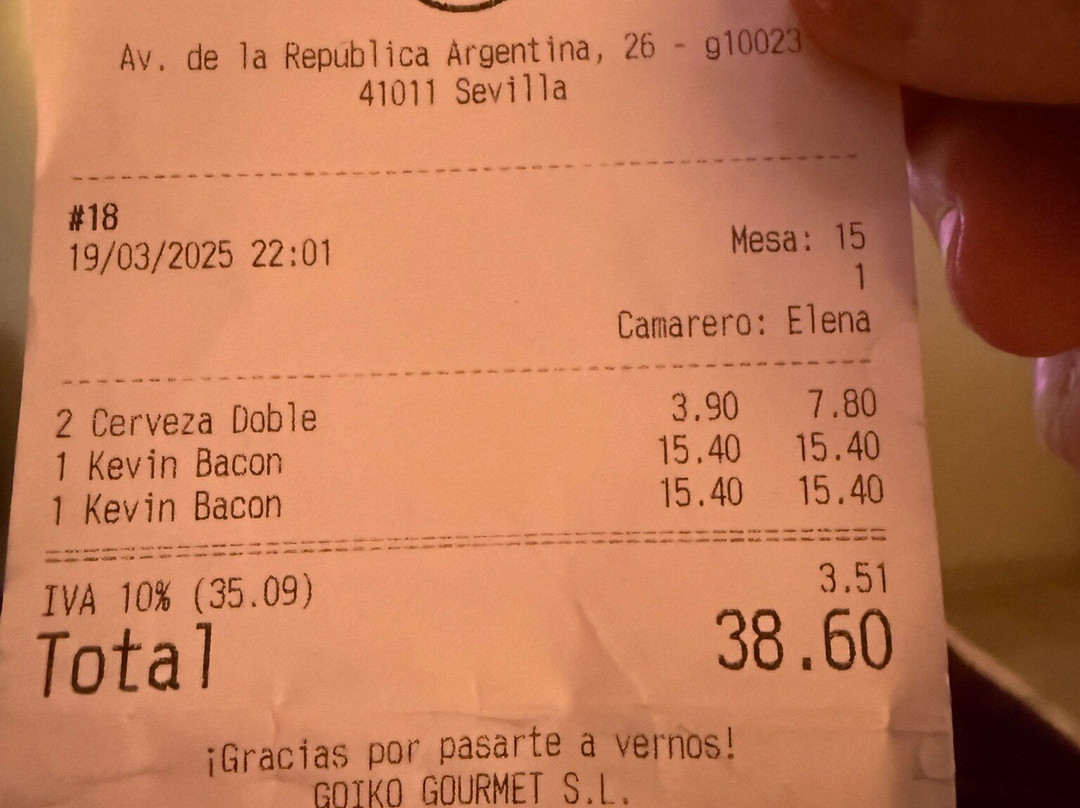 Av. de la República Argentina, 26 - g10023
41011 Sevilla
#18
19/03/2025 22:01 Mesa: 15
1
Camarero: Elena
2 Cerveza Doble 3.90 7.80
1 Kevin Bacon 15.40 15.40
1 Kevin Bacon 15.40 15.40
IVA 10% (35.09) 3.51
Total 38.60
¡Gracias por pasarte a vernos!
GOIKO GOURMET S.L.